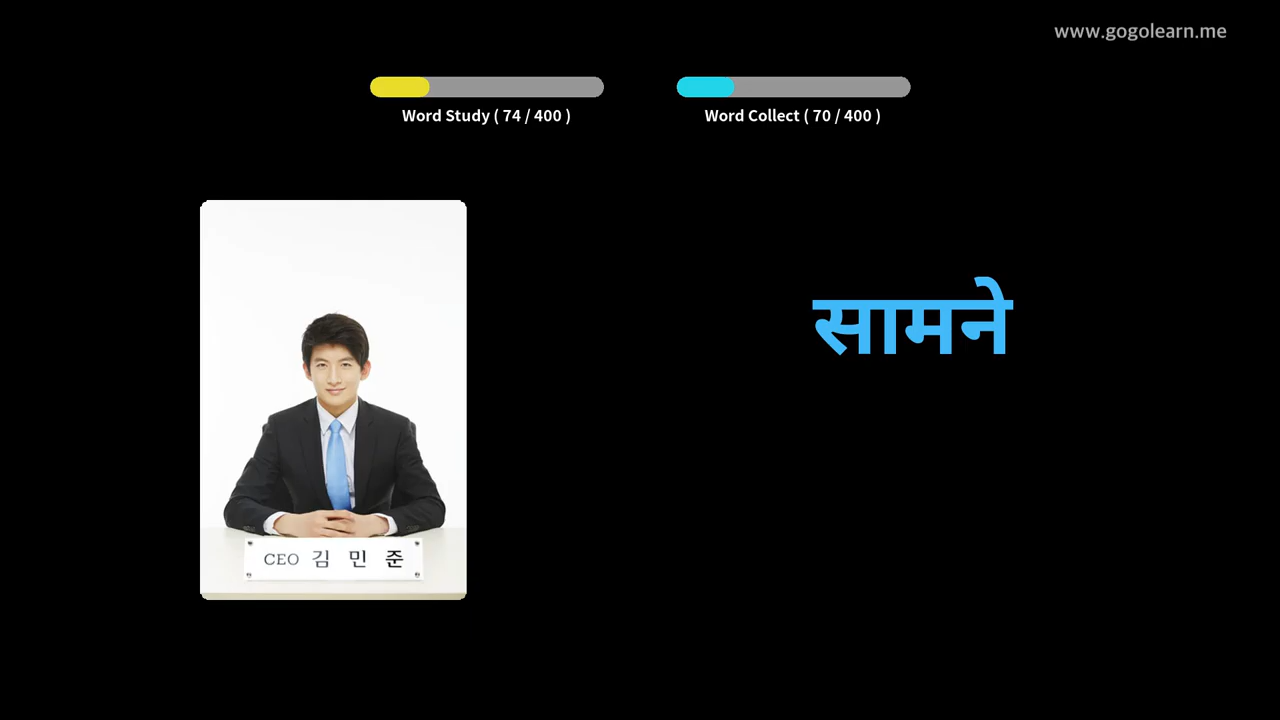 www.gogolearn.me
Word Study ( 74 / 400 )
Word Collect ( 70 / 400 )
सामने
CEO 김 민 준